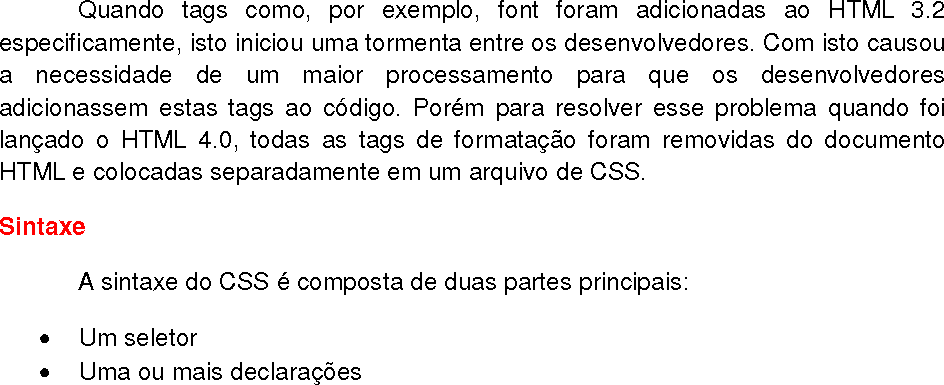 Quando tags como, por exemplo, font foram adicionadas ao HTML 3.2
especificamente, isto iniciou uma tormenta entre os desenvolvedores. Com isto causou
a necessidade de um maior processamento para que os desenvolvedores
adicionassem estas tags ao código. Porém para resolver esse problema quando foi
lançado o HTML 4.0, todas as tags de formatação foram removidas do documento
HTML e colocadas separadamente em um arquivo de CSS.
Sintaxe
A sintaxe do CSS é composta de duas partes principais:
• Um seletor
• Uma ou mais declarações